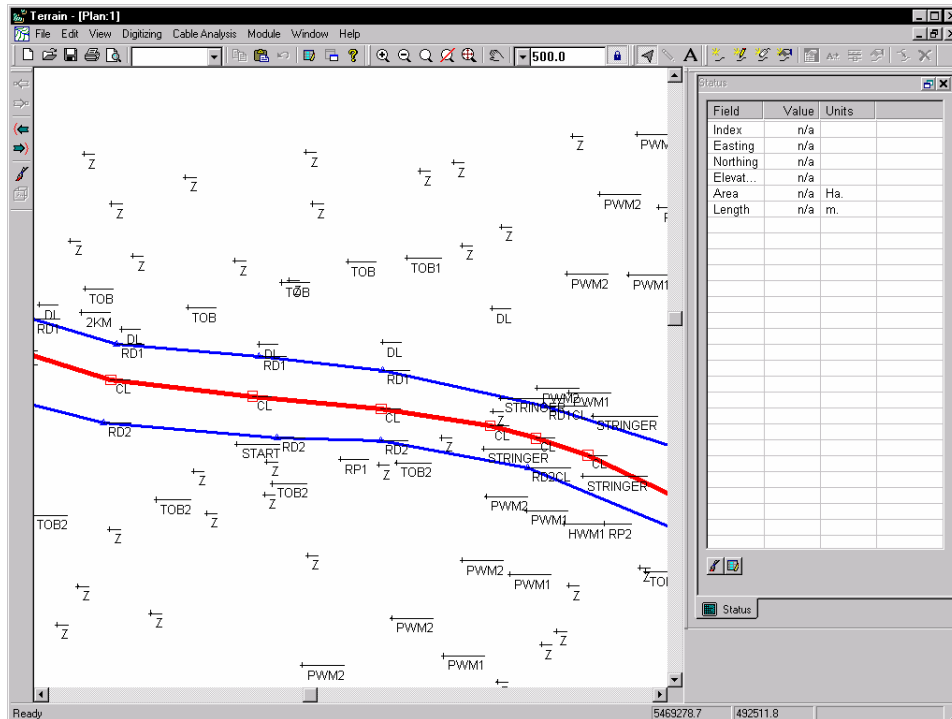 Terrain - [Plan:1]
File Edit View Digitizing Cable Analysis Module Window Help
500.0
Status
Field Value Units
Index n/a
Easting n/a
Northing n/a
Elevat... n/a
Area n/a Ha.
Length n/a m.
Status
Z Z Z Z PWM
Z Z Z Z PWM2
Z Z Z Z
Z Z TOB TOB1 PWM2 PWM1
TOB TOB TOB Z
DL 2KM DL
RD1 DL RD1 DL RD1 DL RD1
CL CL CL
PWM2 PWM1
STRINGER RD1CL STRINGER
Z CL CL CL
RD2 RD2 RD2 Z
START RP1 Z TOB2 STRINGER RD2CL STRINGER
Z Z TOB2
TOB2 TOB2 Z Z PWM2 PWM1
Z HWM1 RP2
Z PWM2 PWM1 Z
Z Z Z
Z PWM2 Z Z
PWM2 PWM1 Z
Ready 5469278.7 492511.8